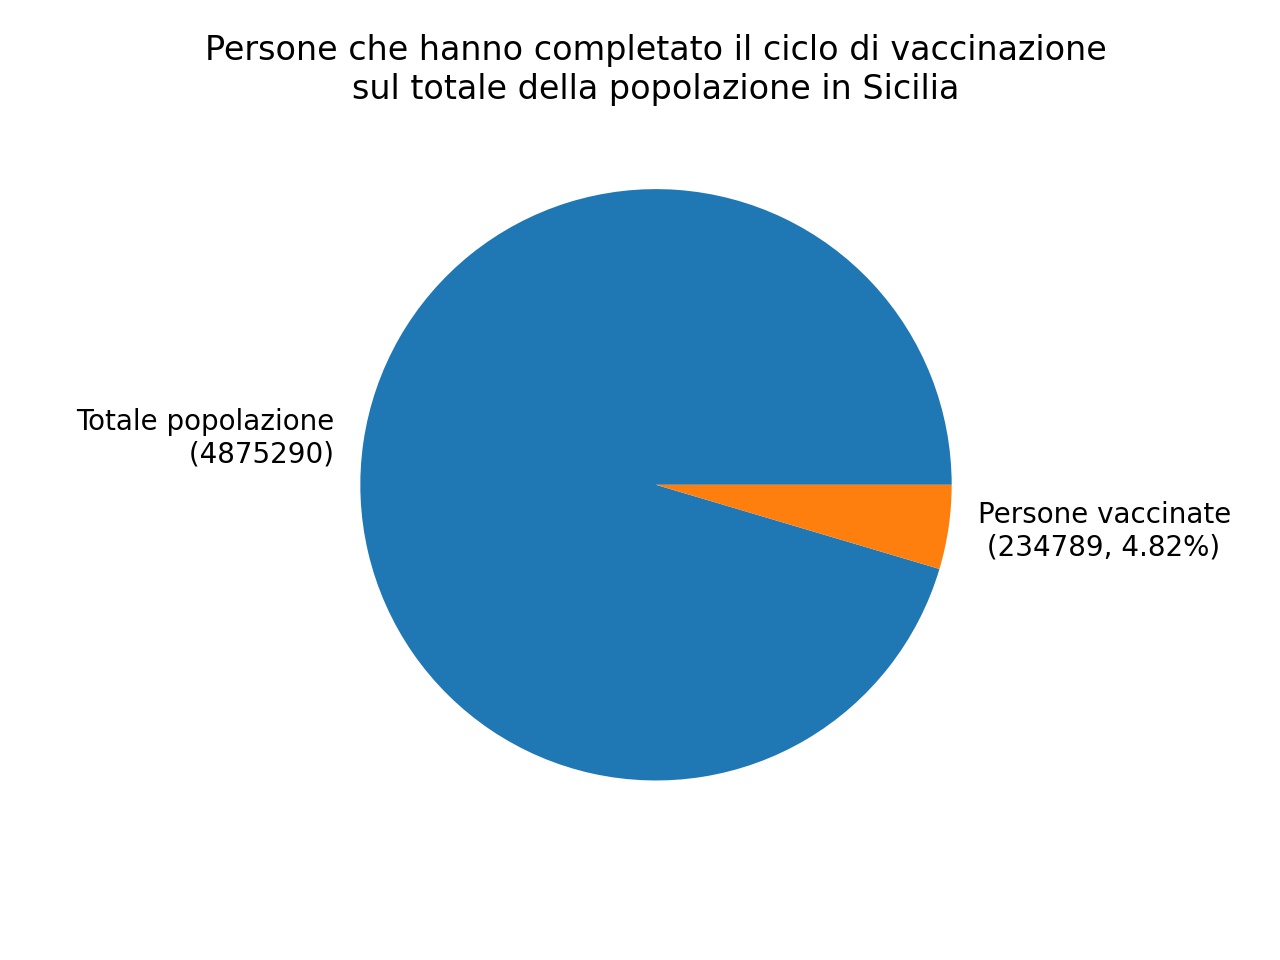 Persone che hanno completato il ciclo di vaccinazione
sul totale della popolazione in Sicilia
Totale popolazione
(4875290)
Persone vaccinate
(234789, 4.82%)